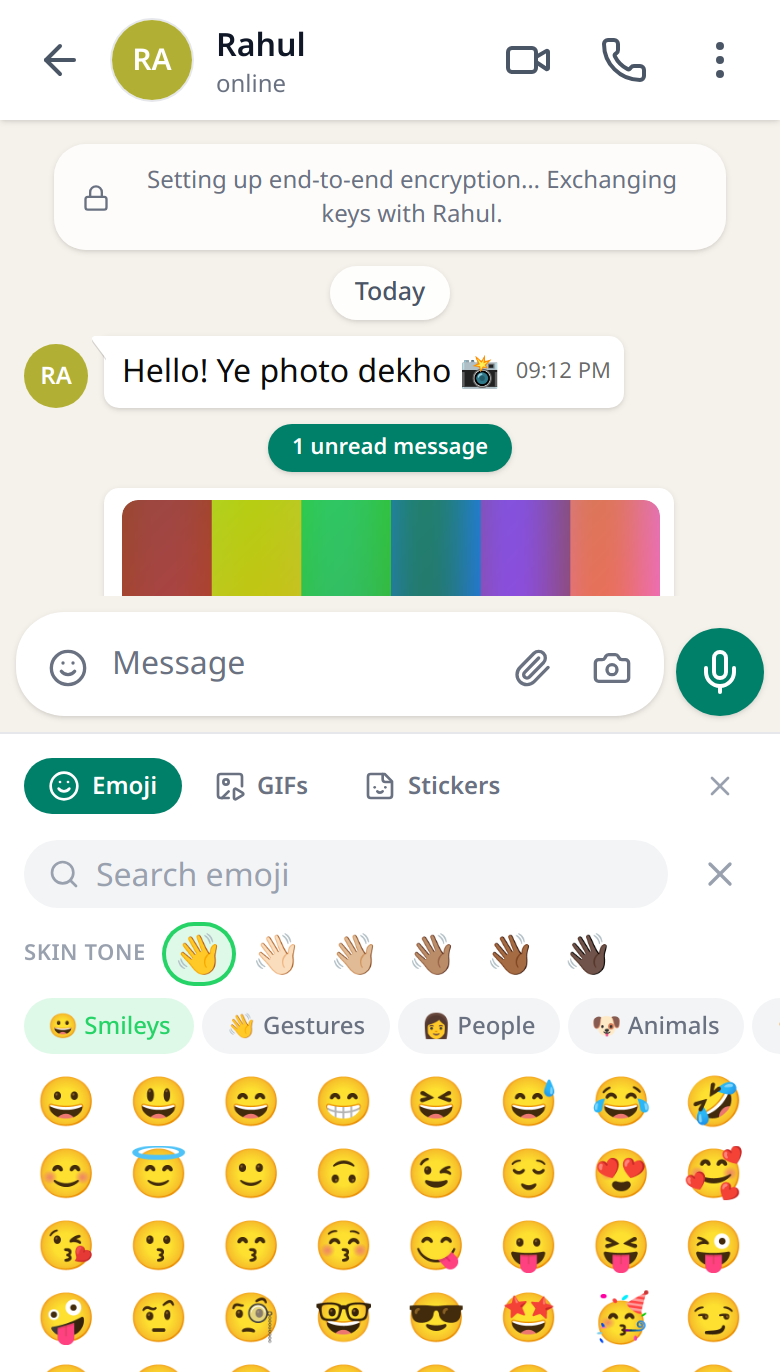 RA
Rahul
online
Setting up end-to-end encryption... Exchanging
keys with Rahul.
Today
RA
Hello! Ye photo dekho 📸 09:12 PM
1 unread message
Message
Emoji GIFs Stickers
Search emoji
SKIN TONE
Smileys Gestures People Animals